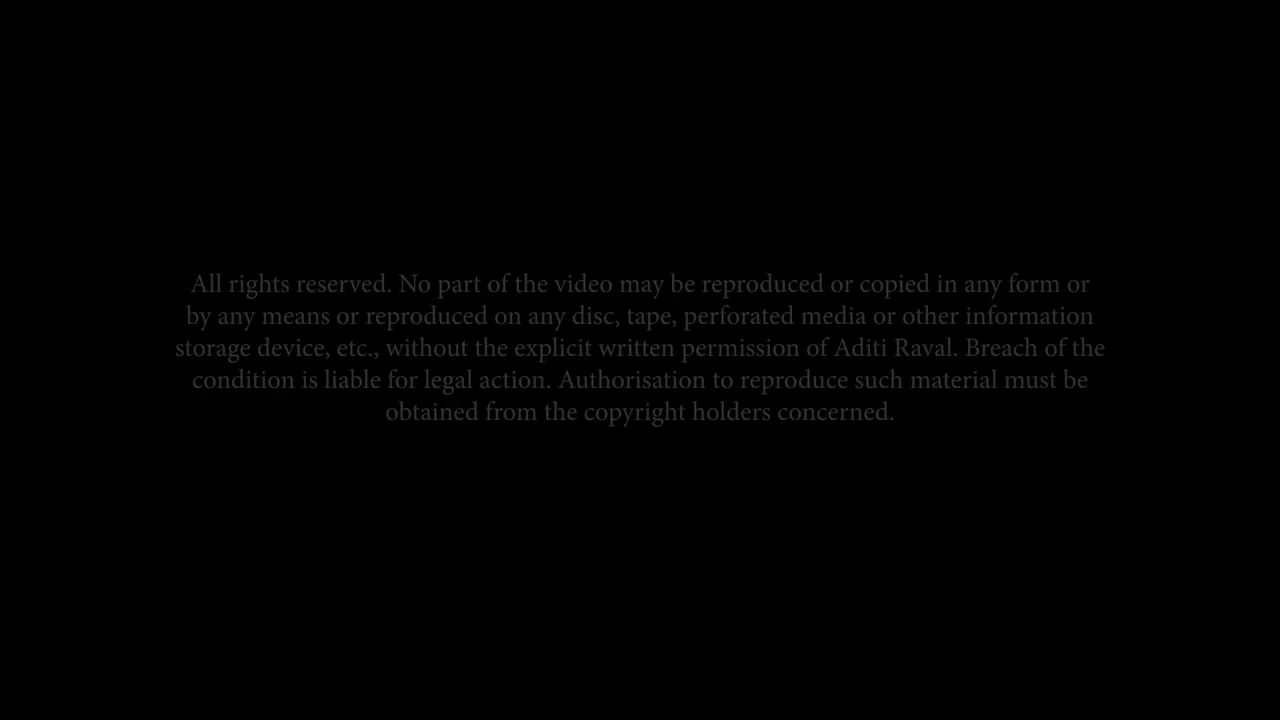 All rights reserved. No part of the video may be reproduced or copied in any form or
by any means or reproduced on any disc, tape, perforated media or other information
storage device, etc., without the explicit written permission of Aditi Raval. Breach of the
condition is liable for legal action. Authorisation to reproduce such material must be
obtained from the copyright holders concerned.